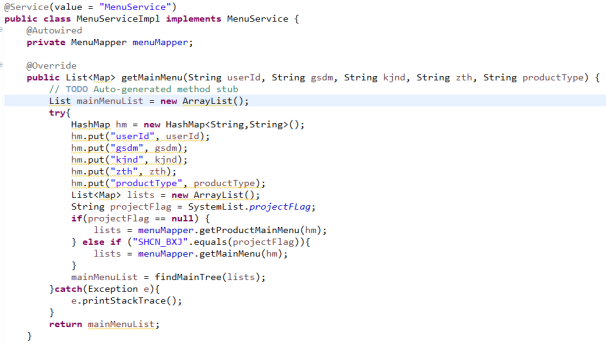 @Service(value = "MenuService")
public class MenuServiceImpl implements MenuService {
@Autowired
private MenuMapper menuMapper;
@Override
public List<Map> getMainMenu(String userId, String gsdm, String kjnd, String zth, String productType) {
// TODO Auto-generated method stub
List mainMenuList = new ArrayList();
try{
HashMap hm = new HashMap<String,String>();
hm.put("userId", userId);
hm.put("gsdm", gsdm);
hm.put("kjnd", kjnd);
hm.put("zth", zth);
hm.put("productType", productType);
List<Map> lists = new ArrayList();
String projectFlag = SystemList.projectFLag;
if(projectFlag == null) {
lists = menuMapper.getProductMainMenu(hm);
} else if ("SHCN_BXJ".equals(projectFlag)){
lists = menuMapper.getMainMenu(hm);
}
mainMenuList = findMainTree(lists);
}catch(Exception e){
e.printStackTrace();
}
return mainMenuList;
}